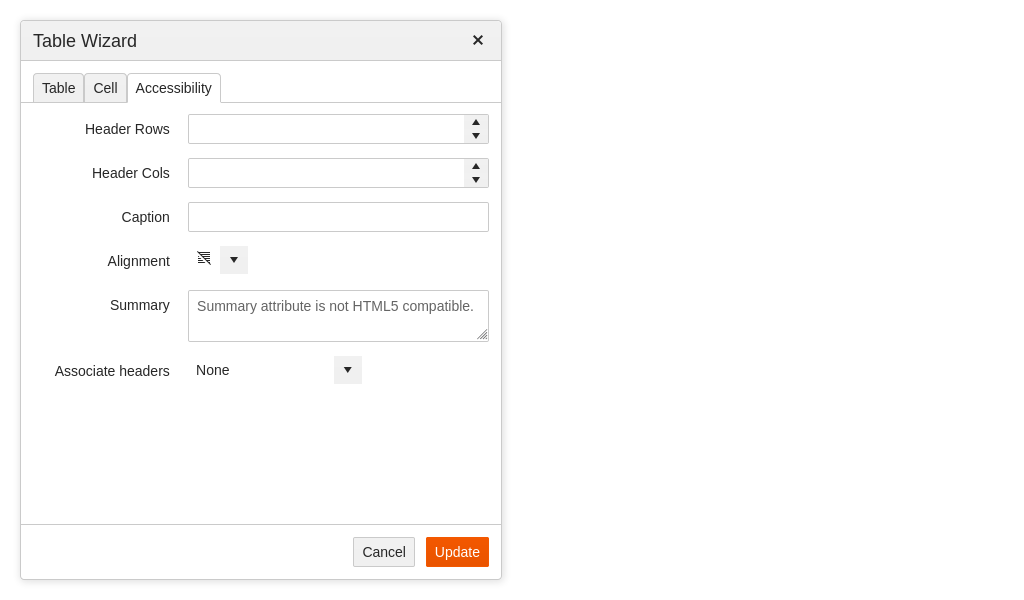 Table Wizard
Table Cell Accessibility
Header Rows
Header Cols
Caption
Alignment
Summary Summary attribute is not HTML5 compatible.
Associate headers None
Cancel Update